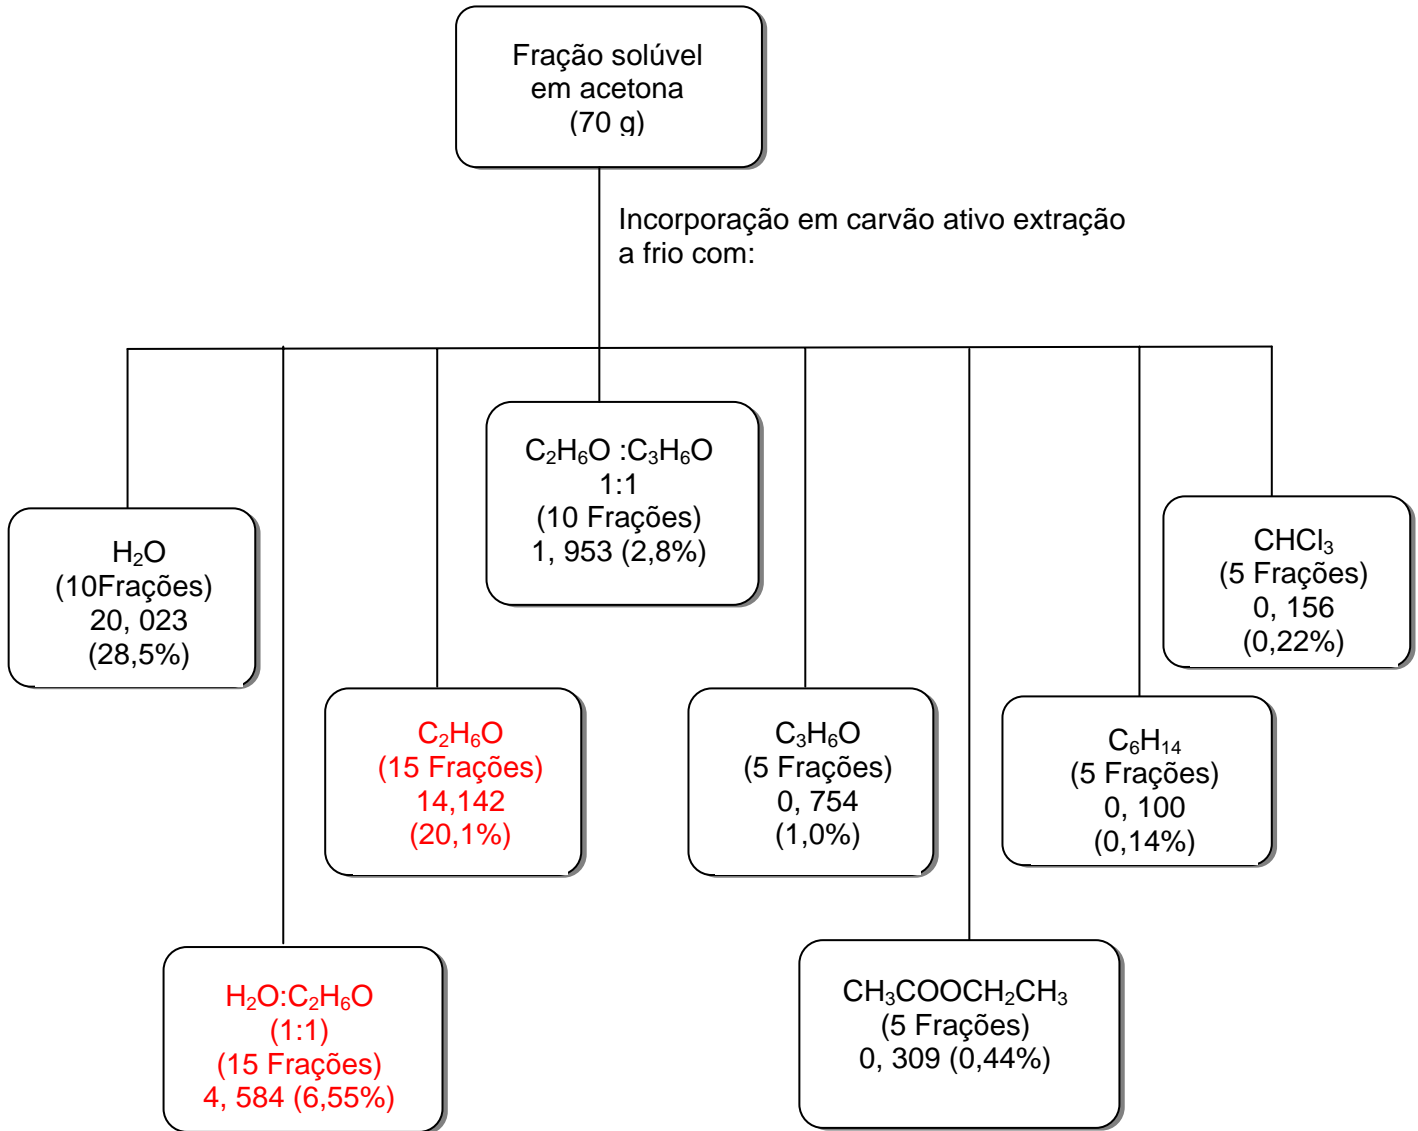 Fração solúvel
em acetona
(70 g)
Incorporação em carvão ativo extração
a frio com:
H₂O
(10Frações)
20, 023
(28,5%)
H₂O:C₂H₆O
(1:1)
(15 Frações)
4, 584 (6,55%)
C₂H₆O
(15 Frações)
14,142
(20,1%)
C₂H₆O :C₃H₆O
1:1
(10 Frações)
1, 953 (2,8%)
C₃H₆O
(5 Frações)
0, 754
(1,0%)
CH₃COOCH₂CH₃
(5 Frações)
0, 309 (0,44%)
C₆H₁₄
(5 Frações)
0, 100
(0,14%)
CHCl₃
(5 Frações)
0, 156
(0,22%)